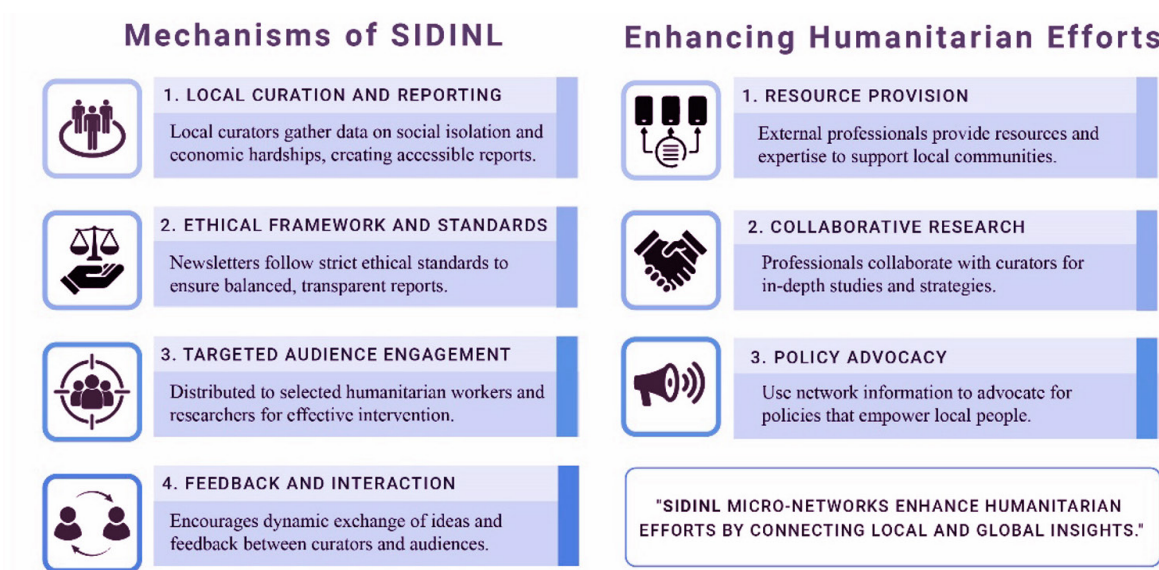 Mechanisms of SIDINL
1. LOCAL CURATION AND REPORTING
Local curators gather data on social isolation and
economic hardships, creating accessible reports.
2. ETHICAL FRAMEWORK AND STANDARDS
Newsletters follow strict ethical standards to
ensure balanced, transparent reports.
3. TARGETED AUDIENCE ENGAGEMENT
Distributed to selected humanitarian workers and
researchers for effective intervention.
4. FEEDBACK AND INTERACTION
Encourages dynamic exchange of ideas and
feedback between curators and audiences.
Enhancing Humanitarian Efforts
1. RESOURCE PROVISION
External professionals provide resources and
expertise to support local communities.
2. COLLABORATIVE RESEARCH
Professionals collaborate with curators for
in-depth studies and strategies.
3. POLICY ADVOCACY
Use network information to advocate for
policies that empower local people.
"SIDINL MICRO-NETWORKS ENHANCE HUMANITARIAN
EFFORTS BY CONNECTING LOCAL AND GLOBAL INSIGHTS."